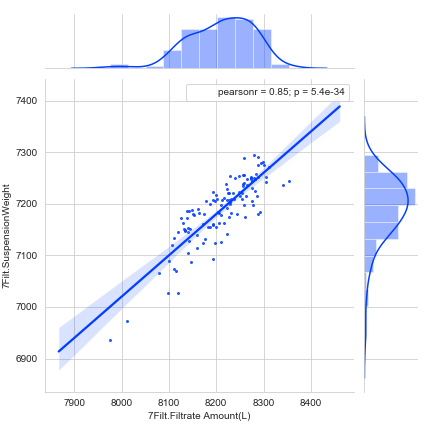 pearsonr = 0.85; p = 5.4e-34
7400
7300
7200
7100
7000
6900
7Filt.SuspensionWeight
7900 8000 8100 8200 8300 8400
7Filt.Filtrate Amount(L)